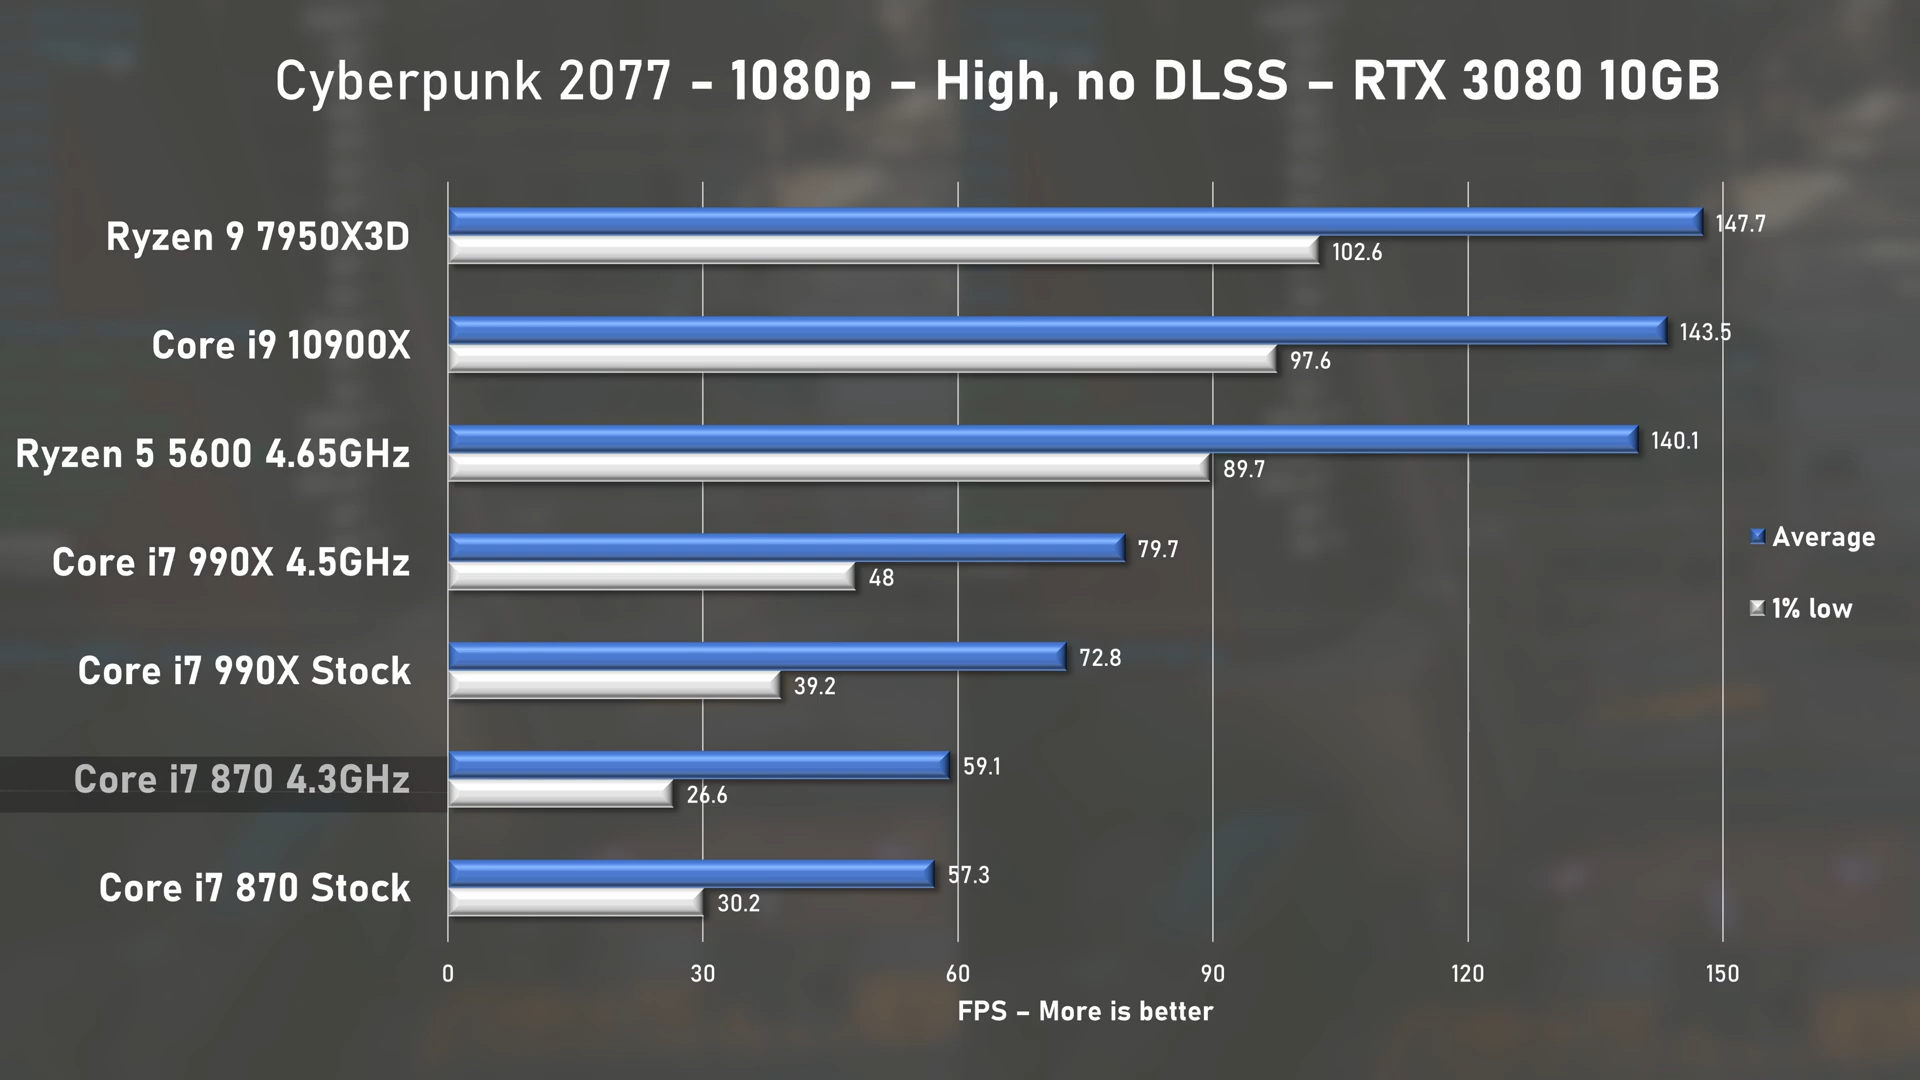 Cyberpunk 2077 - 1080p – High, no DLSS – RTX 3080 10GB
Ryzen 9 7950X3D
147.7
102.6
Core i9 10900X
143.5
97.6
Ryzen 5 5600 4.65GHz
140.1
89.7
Core i7 990X 4.5GHz
79.7
48
Average
1% low
Core i7 990X Stock
72.8
39.2
Core i7 870 4.3GHz
59.1
26.6
Core i7 870 Stock
57.3
30.2
0 30 60 90 120 150
FPS – More is better